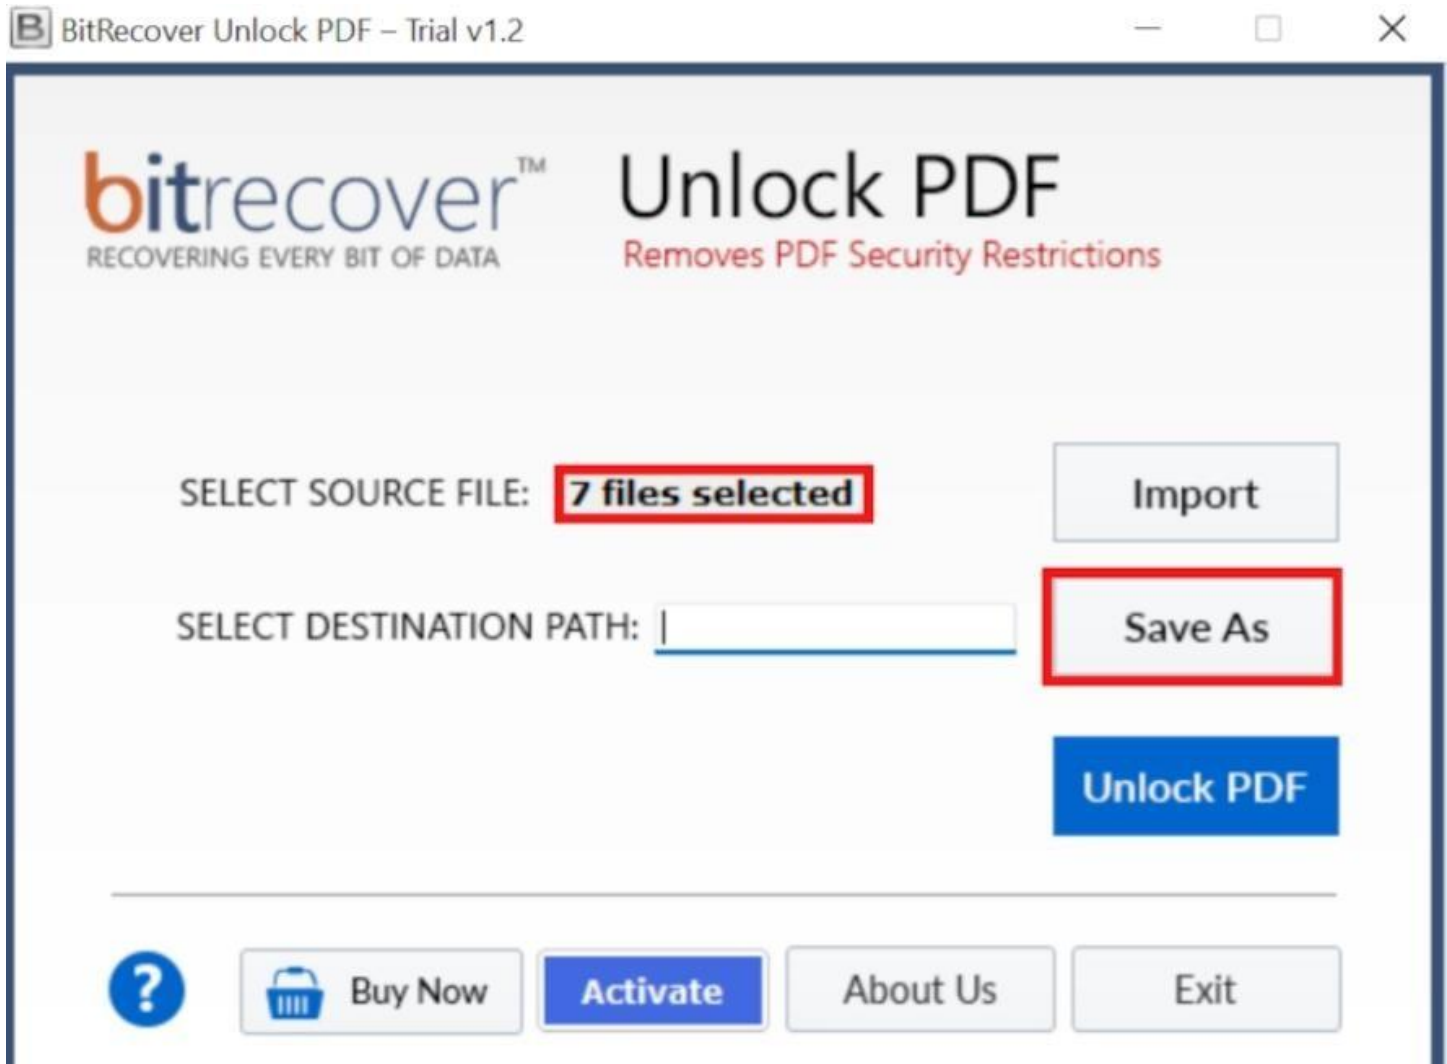 B BitRecover Unlock PDF – Trial v1.2
bitrecover™ Unlock PDF
RECOVERING EVERY BIT OF DATA Removes PDF Security Restrictions
SELECT SOURCE FILE: 7 files selected Import
SELECT DESTINATION PATH: Save As
Unlock PDF
? Buy Now Activate About Us Exit